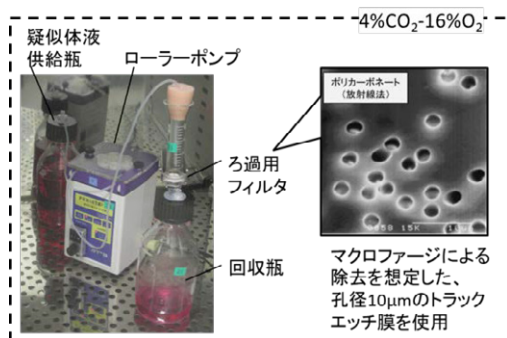 4%CO₂-16%O₂
疑似体液
供給瓶
ローラーポンプ
ポリカーボネート
(放射線法)
ろ過用
フィルタ
回収瓶
マクロファージによる
除去を想定した、
孔径10μmのトラック
エッチ膜を使用